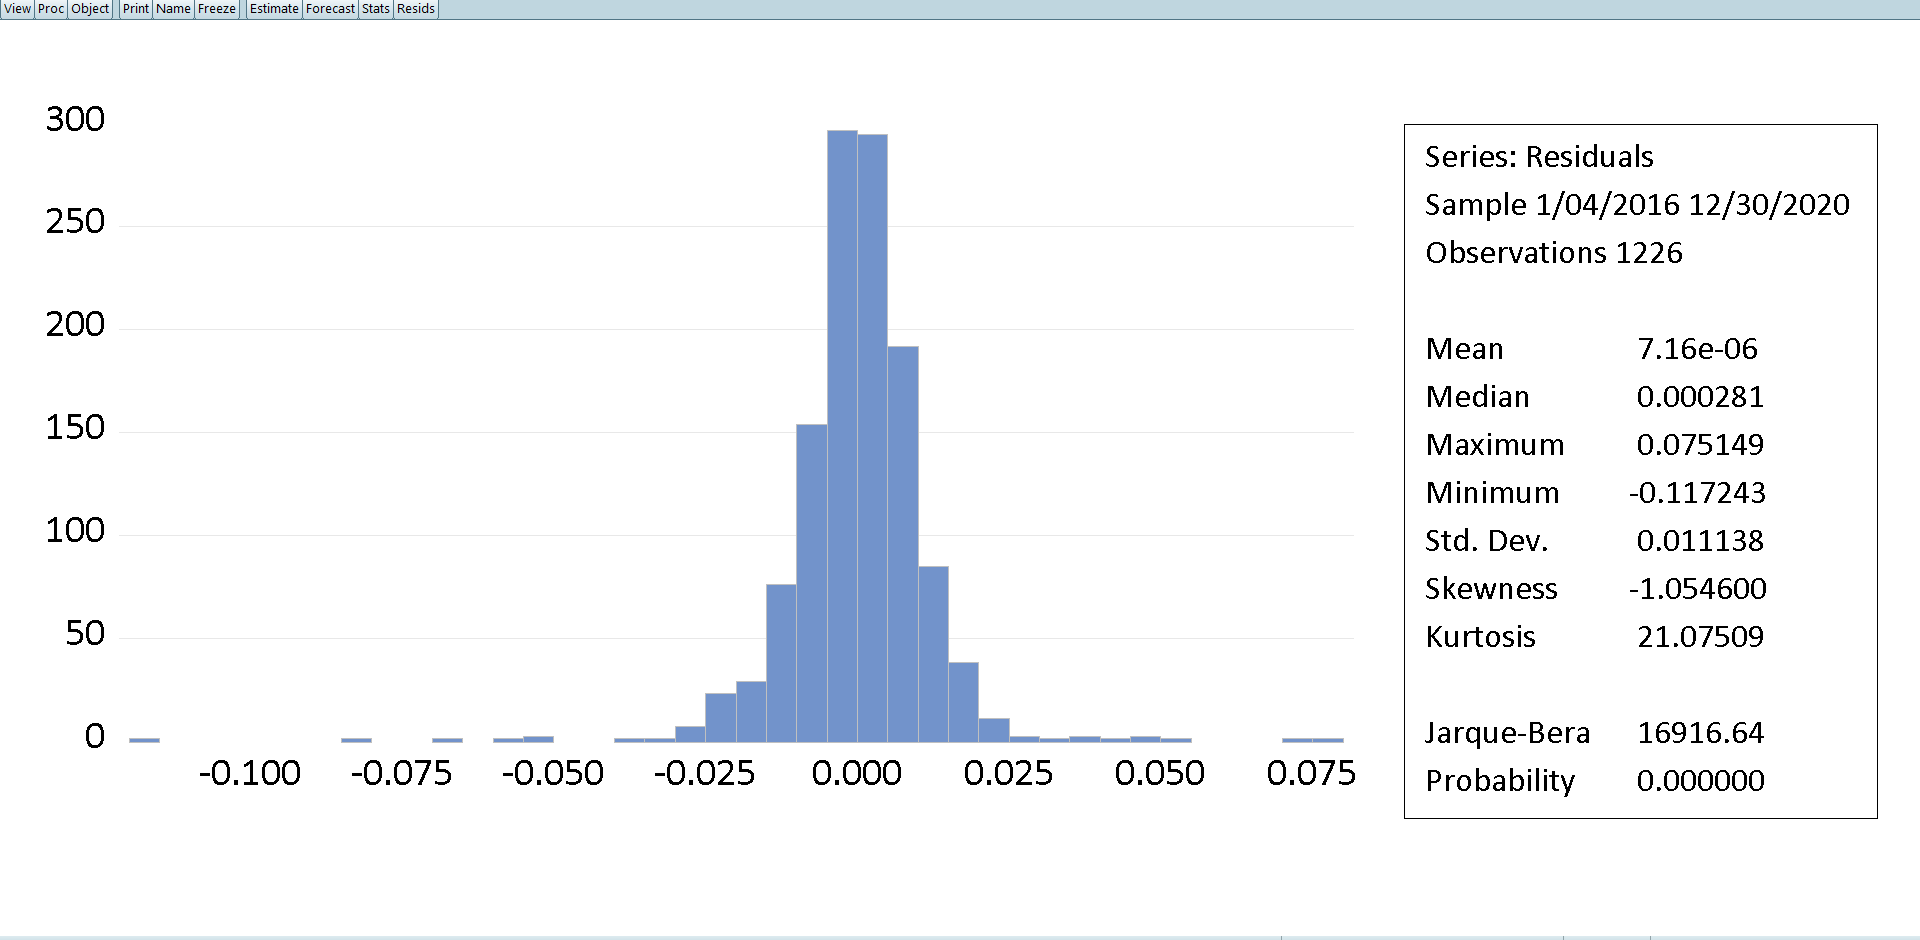 View Proc Object Print Name Freeze Estimate Forecast Stats Resids
300
250
200
150
100
50
0
-0.100 -0.075 -0.050 -0.025 0.000 0.025 0.050 0.075
Series: Residuals
Sample 1/04/2016 12/30/2020
Observations 1226
Mean 7.16e-06
Median 0.000281
Maximum 0.075149
Minimum -0.117243
Std. Dev. 0.011138
Skewness -1.054600
Kurtosis 21.07509
Jarque-Bera 16916.64
Probability 0.000000